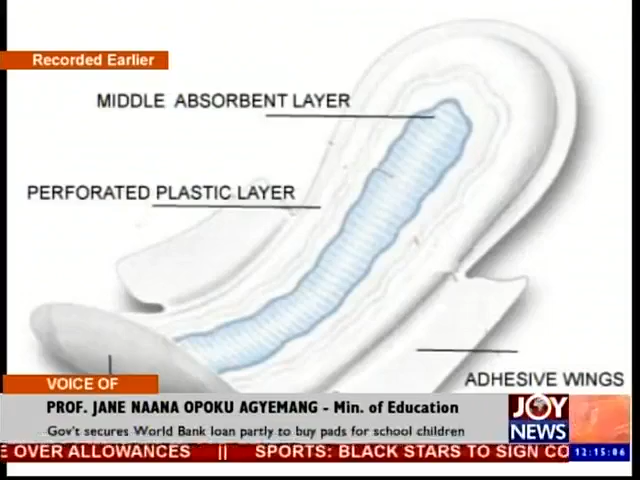 Recorded Earlier
MIDDLE ABSORBENT LAYER
PERFORATED PLASTIC LAYER
ADHESIVE WINGS
VOICE OF
PROF. JANE NAANA OPOKU AGYEMANG - Min. of Education
Gov't secures World Bank loan partly to buy pads for school children
JOY
NEWS
E OVER ALLOWANCES || SPORTS: BLACK STARS TO SIGN CO
12:15:06